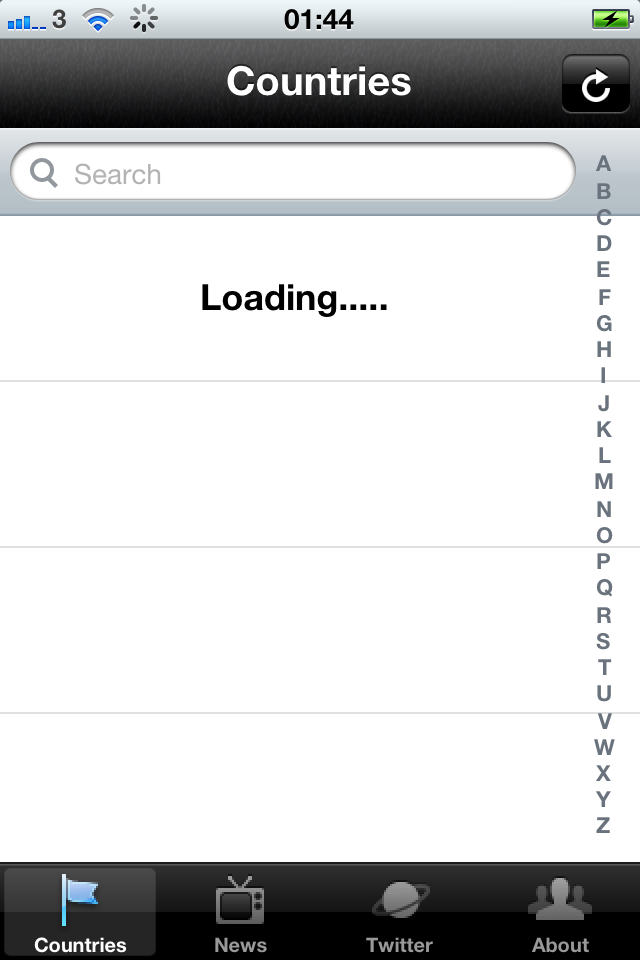 3 01:44
Countries
Search
Loading.....
A
B
C
D
E
F
G
H
I
J
K
L
M
N
O
P
Q
R
S
T
U
V
W
X
Y
Z
Countries News Twitter About